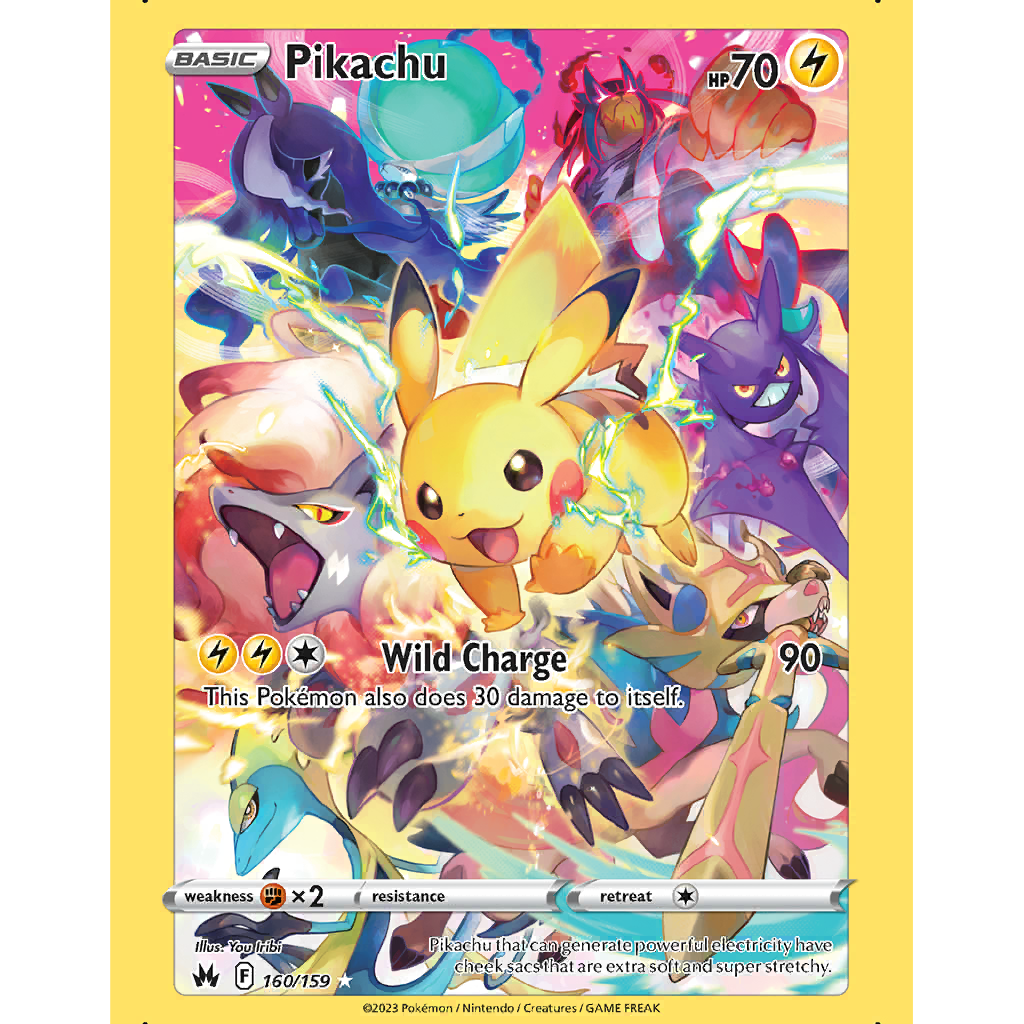 BASIC Pikachu HP 70
Wild Charge 90
This Pokémon also does 30 damage to itself.
weakness ×2 resistance retreat
Illus. You Iribi
Pikachu that can generate powerful electricity have
cheek sacs that are extra soft and super stretchy.
F 160/159
©2023 Pokémon / Nintendo / Creatures / GAME FREAK